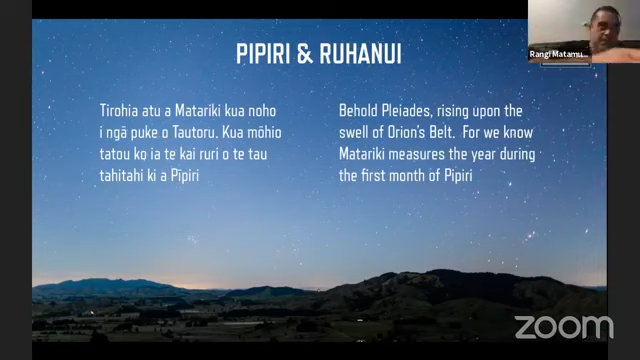 PIPIRI & RUHANUI
Rangi Matamu...
Tirohia atu a Matariki kua noho
i ngā puke o Tautoru. Kua mōhio
tatou ko ia te kai ruri o te tau
tahitahi ki a Pīpiri
Behold Pleiades, rising upon the
swell of Orion's Belt. For we know
Matariki measures the year during
the first month of Pipiri
zoom